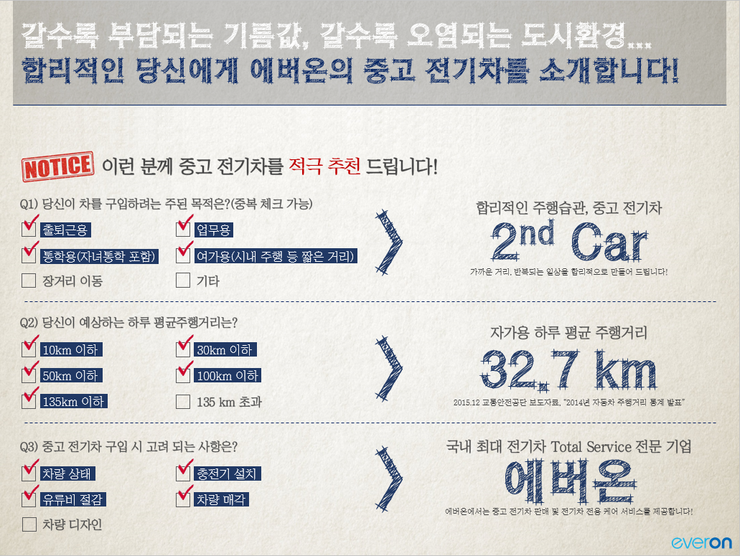 갈수록 부담되는 기름값, 갈수록 오염되는 도시환경...
합리적인 당신에게 에버온의 중고 전기차를 소개합니다!
NOTICE 이런 분께 중고 전기차를 적극 추천 드립니다!
Q1) 당신이 차를 구입하려는 주된 목적은?(중복 체크 가능)
출퇴근용 업무용
통학용(자녀통학 포함) 여가용(시내 주행 등 짧은 거리)
장거리 이동 기타
합리적인 주행습관, 중고 전기차
2nd Car
가까운 거리, 반복되는 일상을 합리적으로 만들어 드립니다!
Q2) 당신이 예상하는 하루 평균주행거리는?
10km 이하 30km 이하
50km 이하 100km 이하
135km 이하 135 km 초과
자가용 하루 평균 주행거리
32.7 km
2015.12 교통안전공단 보도자료, "2014년 자동차 주행거리 통계 발표"
Q3) 중고 전기차 구입 시 고려 되는 사항은?
차량 상태 충전기 설치
유류비 절감 차량 매각
차량 디자인
국내 최대 전기차 Total Service 전문 기업
에버온
에버온에서는 중고 전기차 판매 및 전기차 전용 케어 서비스를 제공합니다!
everon